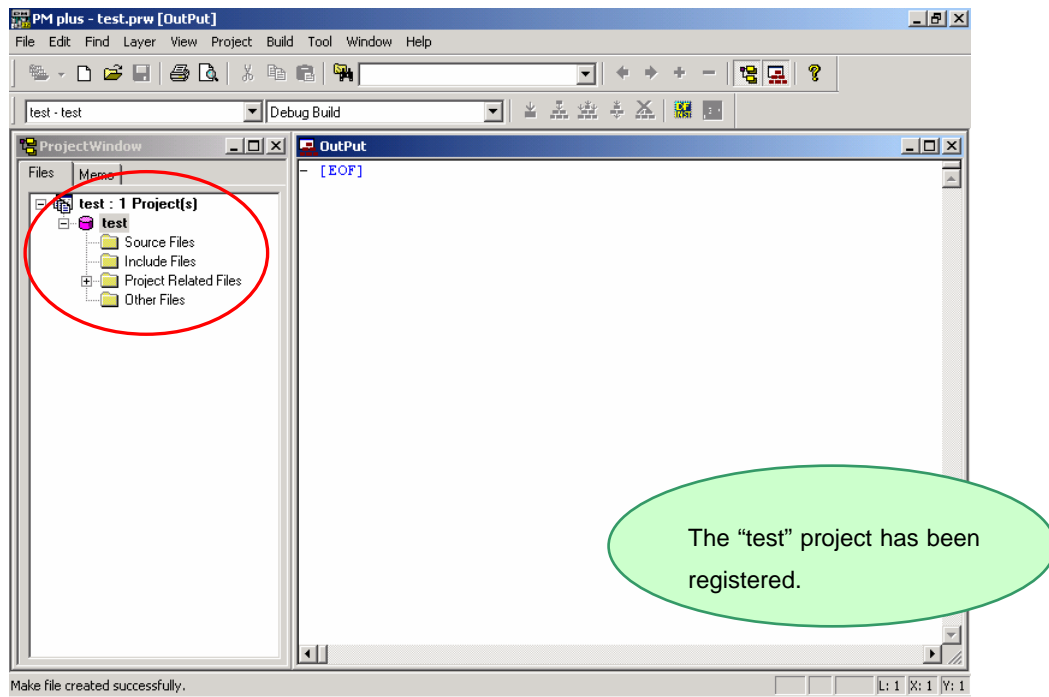 PM plus - test.prw [OutPut]
File Edit Find Layer View Project Build Tool Window Help
test - test
Debug Build
ProjectWindow
OutPut
Files
Memo
- [EOF]
test : 1 Project(s)
test
Source Files
Include Files
Project Related Files
Other Files
The “test” project has been
registered.
Make file created successfully.
L: 1 X: 1 Y: 1